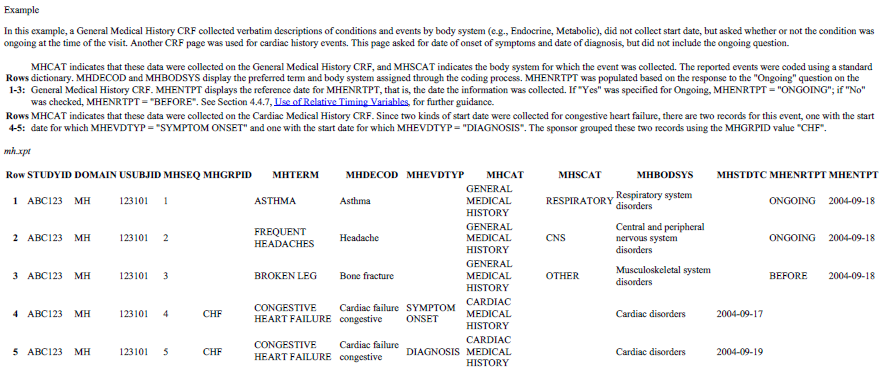 Example
In this example, a General Medical History CRF collected verbatim descriptions of conditions and events by body system (e.g., Endocrine, Metabolic), did not collect start date, but asked whether or not the condition was
ongoing at the time of the visit. Another CRF page was used for cardiac history events. This page asked for date of onset of symptoms and date of diagnosis, but did not include the ongoing question.
MHCAT indicates that these data were collected on the General Medical History CRF, and MHSCAT indicates the body system for which the event was collected. The reported events were coded using a standard
Rows dictionary. MHDECOD and MHBODSYS display the preferred term and body system assigned through the coding process. MHENRTPT was populated based on the response to the "Ongoing" question on the
1-3: General Medical History CRF. MHENTPT displays the reference date for MHENRTPT, that is, the date the information was collected. If "Yes" was specified for Ongoing, MHENRTPT = "ONGOING"; if "No"
was checked, MHENRTPT = "BEFORE". See Section 4.4.7, Use of Relative Timing Variables, for further guidance.
Rows MHCAT indicates that these data were collected on the Cardiac Medical History CRF. Since two kinds of start date were collected for congestive heart failure, there are two records for this event, one with the start
4-5: date for which MHEVDTYP = "SYMPTOM ONSET" and one with the start date for which MHEVDTYP = "DIAGNOSIS". The sponsor grouped these two records using the MHGRPID value "CHF".
mh.xpt
Row STUDYID DOMAIN USUBJID MHSEQ MHGRPID MHTERM MHDECOD MHEVDTYP MHCAT MHSCAT MHBODSYS MHSTDTC MHENRTPT MHENTPT
1 ABC123 MH 123101 1 ASTHMA Asthma GENERAL MEDICAL HISTORY RESPIRATORY Respiratory system disorders ONGOING 2004-09-18
2 ABC123 MH 123101 2 FREQUENT HEADACHES Headache GENERAL MEDICAL HISTORY CNS Central and peripheral nervous system disorders ONGOING 2004-09-18
3 ABC123 MH 123101 3 BROKEN LEG Bone fracture GENERAL MEDICAL HISTORY OTHER Musculoskeletal system disorders BEFORE 2004-09-18
4 ABC123 MH 123101 4 CHF CONGESTIVE HEART FAILURE Cardiac failure congestive SYMPTOM ONSET CARDIAC MEDICAL HISTORY Cardiac disorders 2004-09-17
5 ABC123 MH 123101 5 CHF CONGESTIVE HEART FAILURE Cardiac failure congestive DIAGNOSIS CARDIAC MEDICAL HISTORY Cardiac disorders 2004-09-19